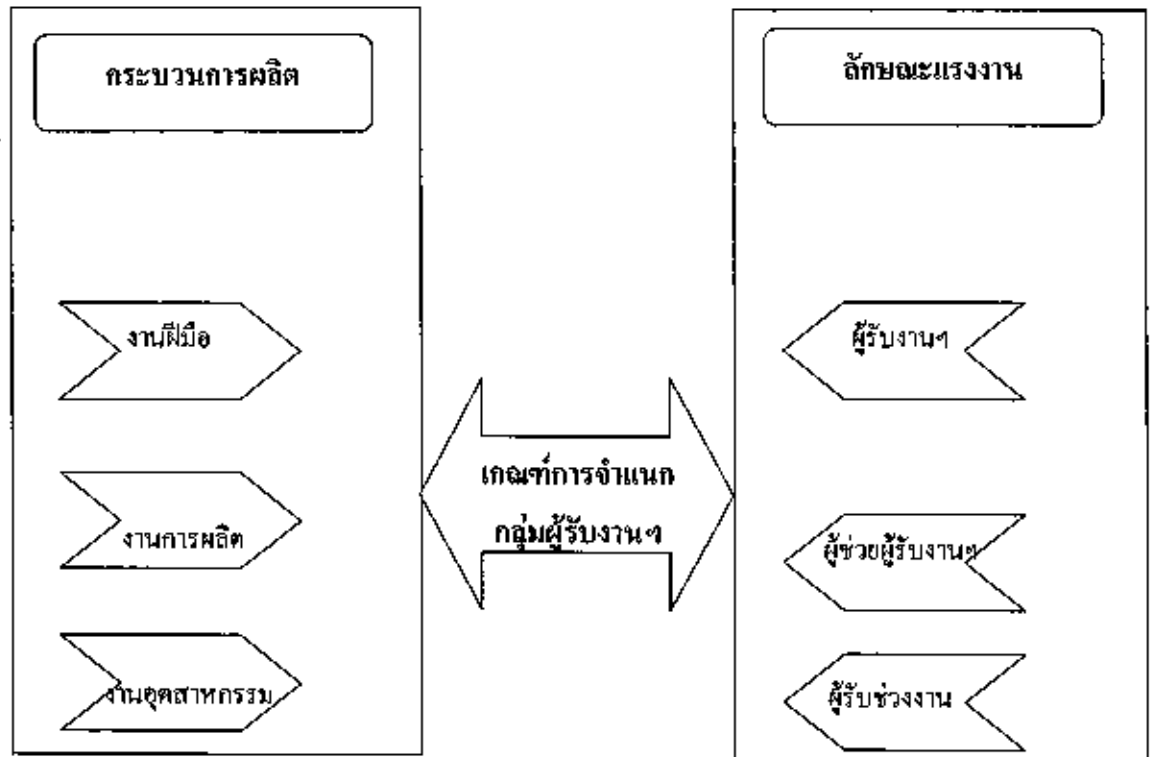 กระบวนการผลิต
งานฝีมือ
งานการผลิต
งานอุตสาหกรรม
เกณฑ์การจำแนก
กลุ่มผู้รับงานฯ
ลักษณะแรงงาน
ผู้รับงานฯ
ผู้ช่วยผู้รับงานฯ
ผู้รับช่วงงาน